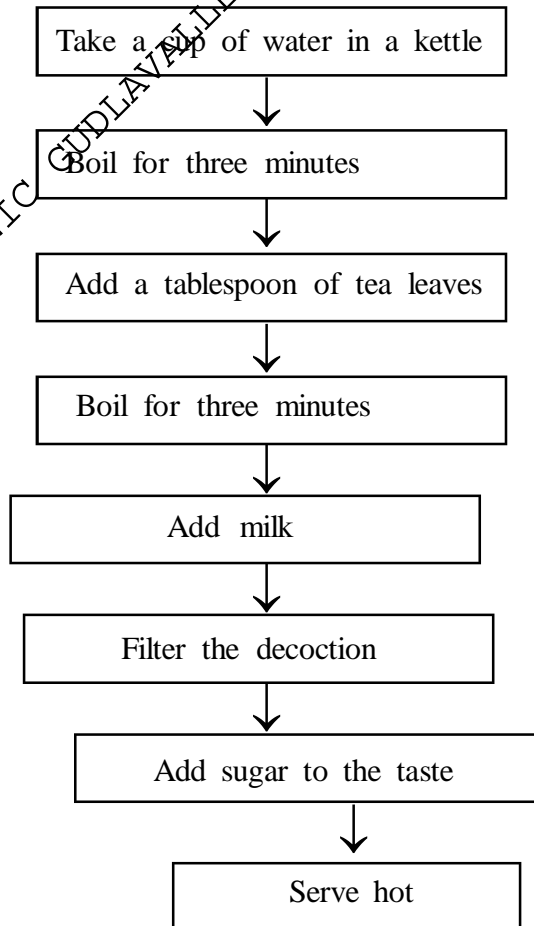 Take a cup of water in a kettle
Boil for three minutes
Add a tablespoon of tea leaves
Boil for three minutes
Add milk
Filter the decoction
Add sugar to the taste
Serve hot